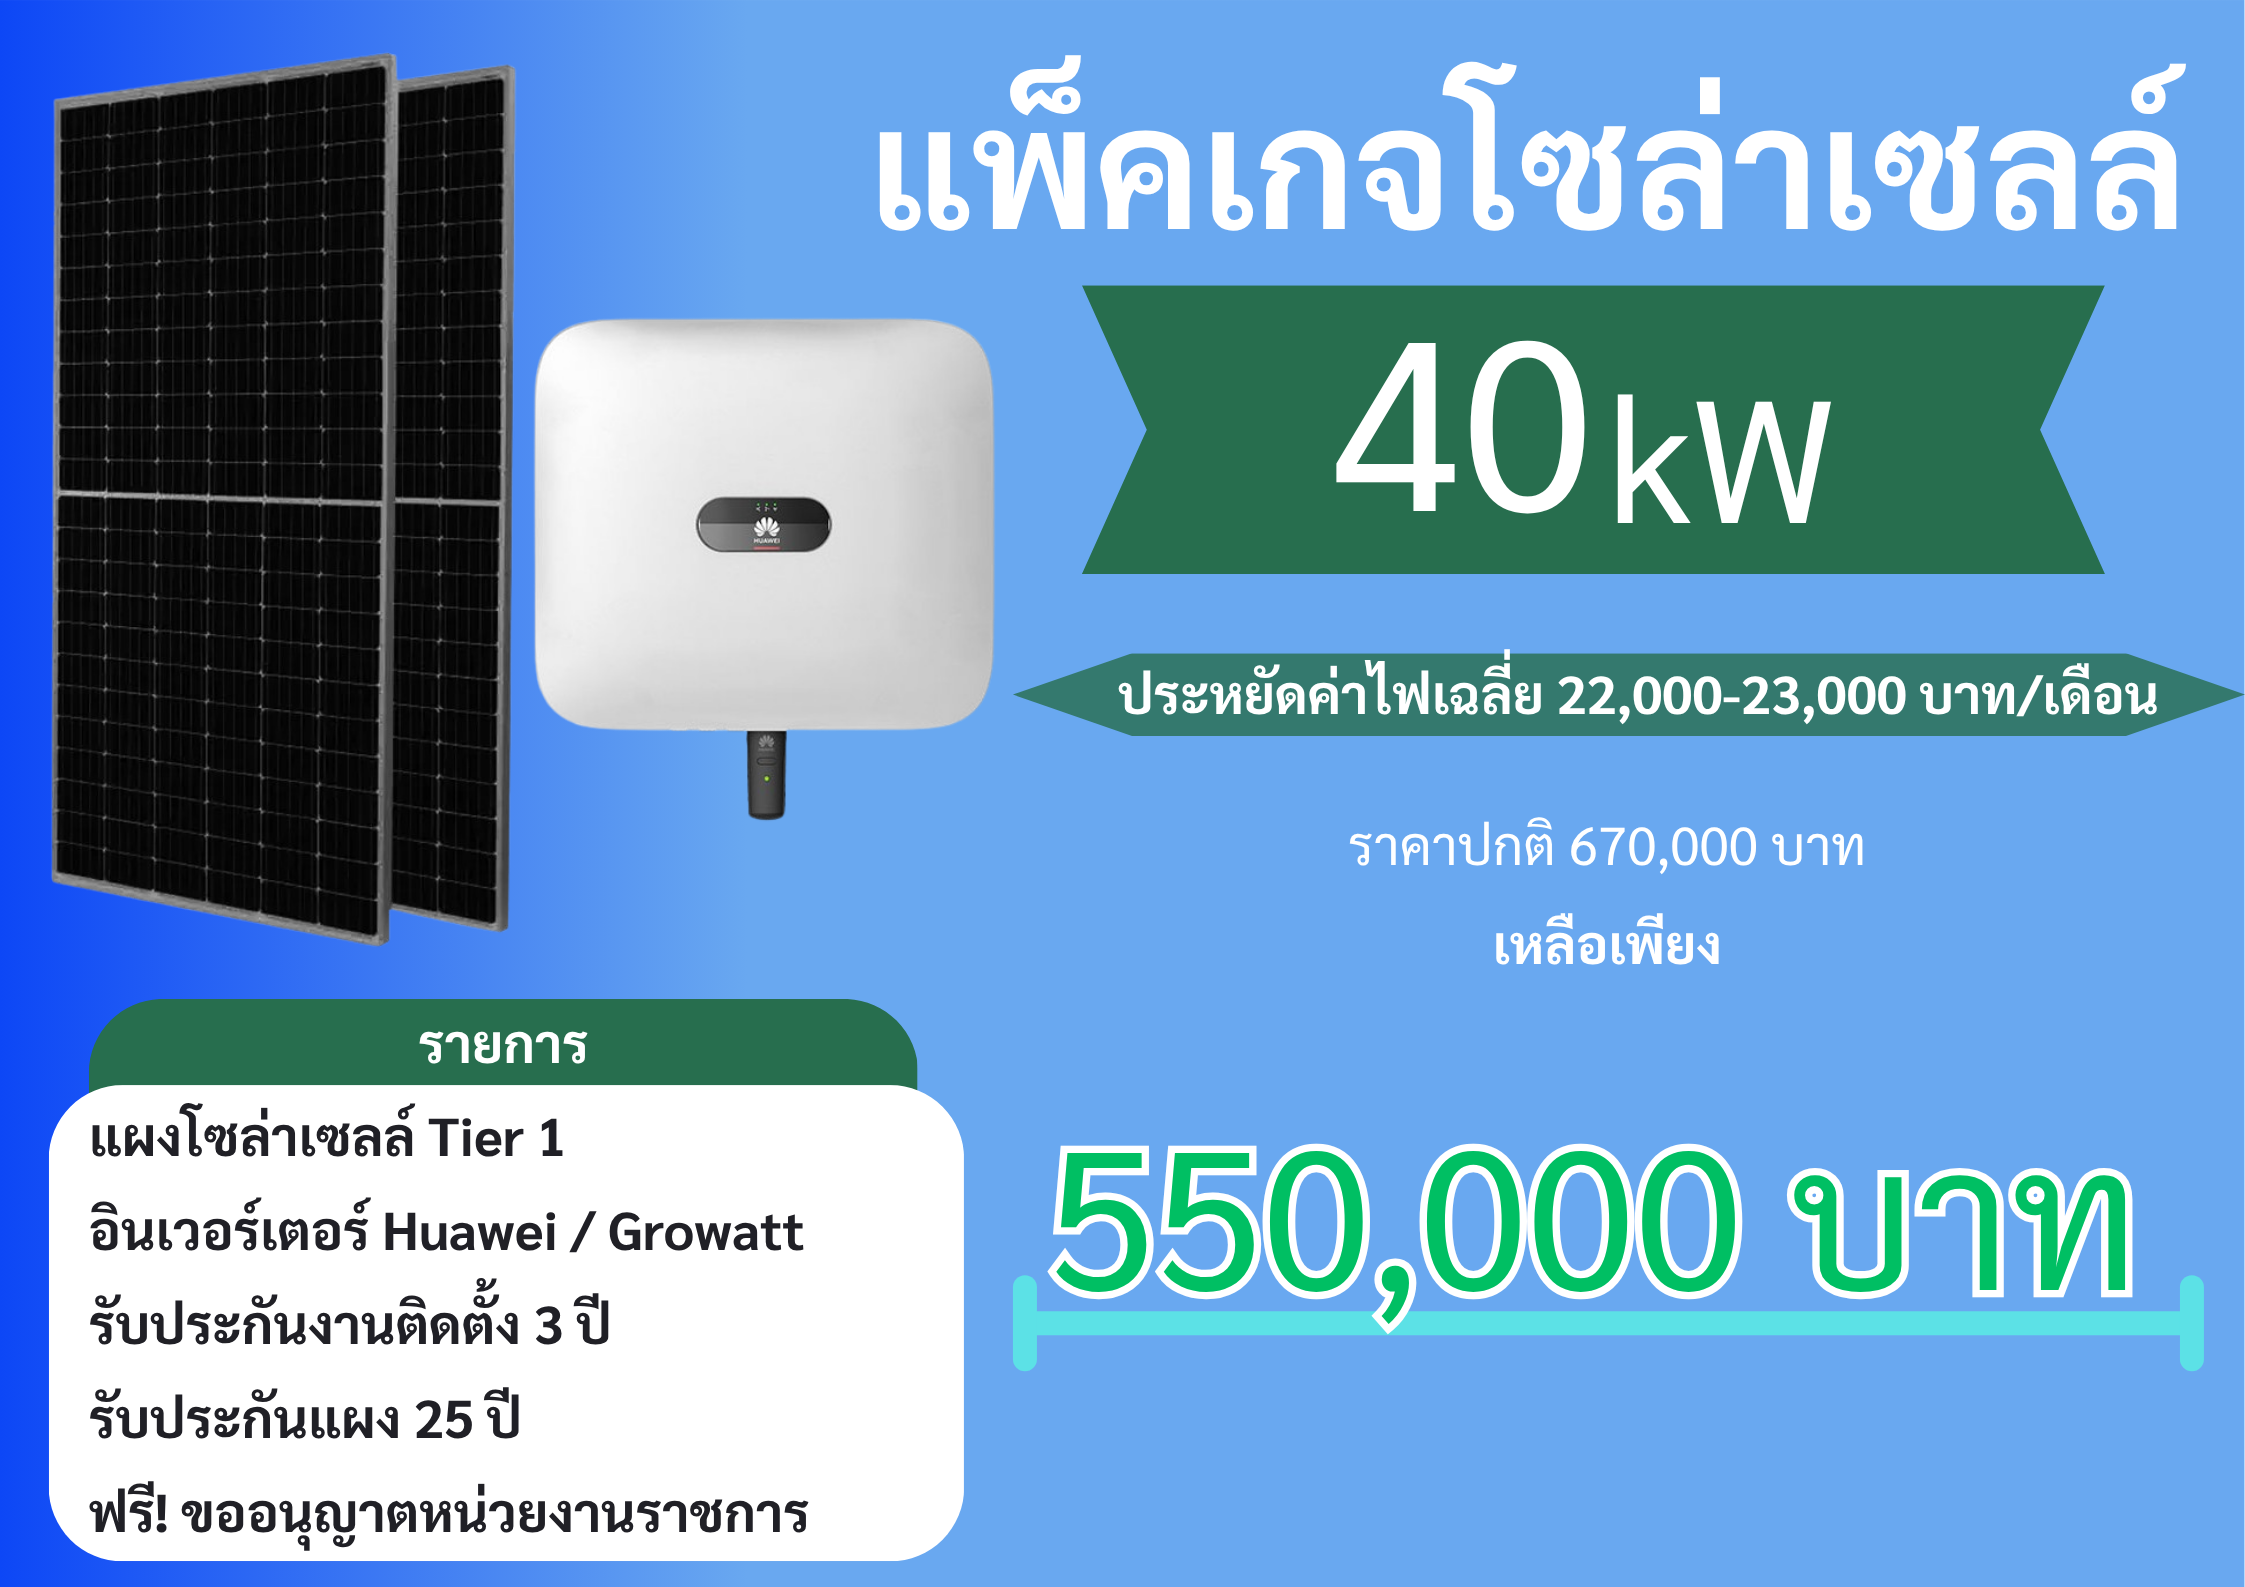 แพ็คเกจโซล่าเซลล์
40 kW
HUAWEI
ประหยัดค่าไฟเฉลี่ย 22,000-23,000 บาท/เดือน
ราคาปกติ 670,000 บาท
เหลือเพียง
550,000 บาท
รายการ
แผงโซล่าเซลล์ Tier 1
อินเวอร์เตอร์ Huawei / Growatt
รับประกันงานติดตั้ง 3 ปี
รับประกันแผง 25 ปี
ฟรี! ขออนุญาตหน่วยงานราชการ